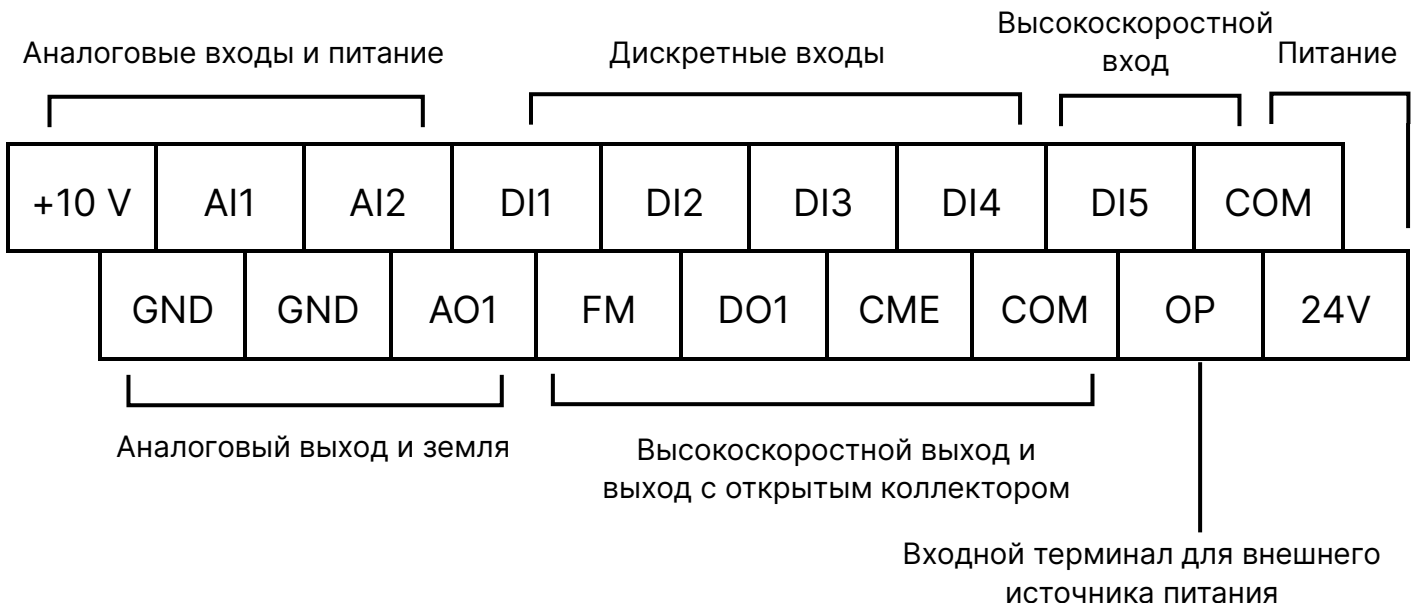 Аналоговые входы и питание
Дискретные входы
Высокоскоростной
вход
Питание
+10 V AI1 AI2 DI1 DI2 DI3 DI4 DI5 COM
GND GND AO1 FM DO1 CME COM OP 24V
Аналоговый выход и земля
Высокоскоростной выход и
выход с открытым коллектором
Входной терминал для внешнего
источника питания